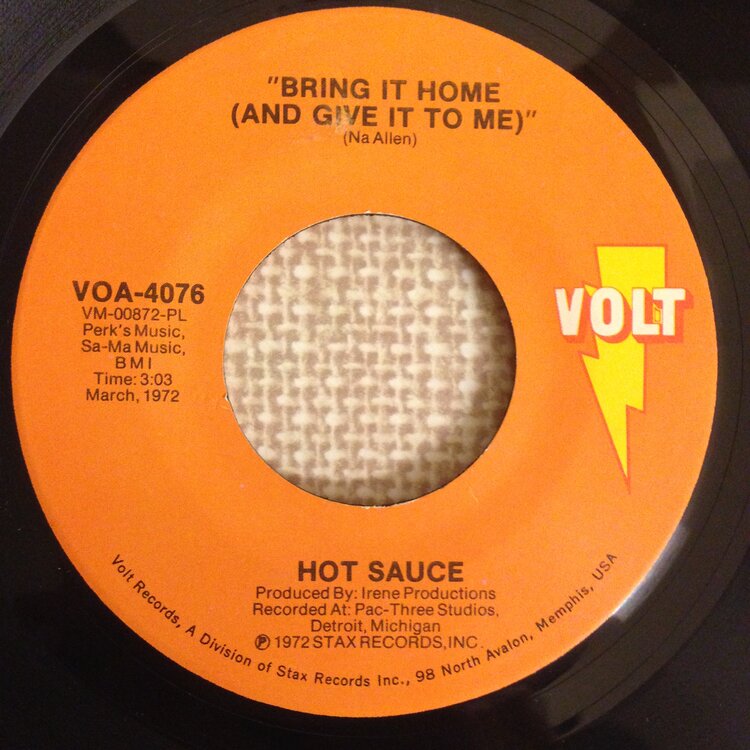 "BRING IT HOME
(AND GIVE IT TO ME)"
(Na Allen)
VOA-4076
VM-00872-PL
Perk's Music,
Sa-Ma Music,
B M I
Time: 3:03
March, 1972
VOLT
HOT SAUCE
Produced By: Irene Productions
Recorded At: Pac-Three Studios,
Detroit, Michigan
℗ 1972 STAX RECORDS, INC.
Volt Records, A Division of Stax Records Inc., 98 North Avalon, Memphis, USA